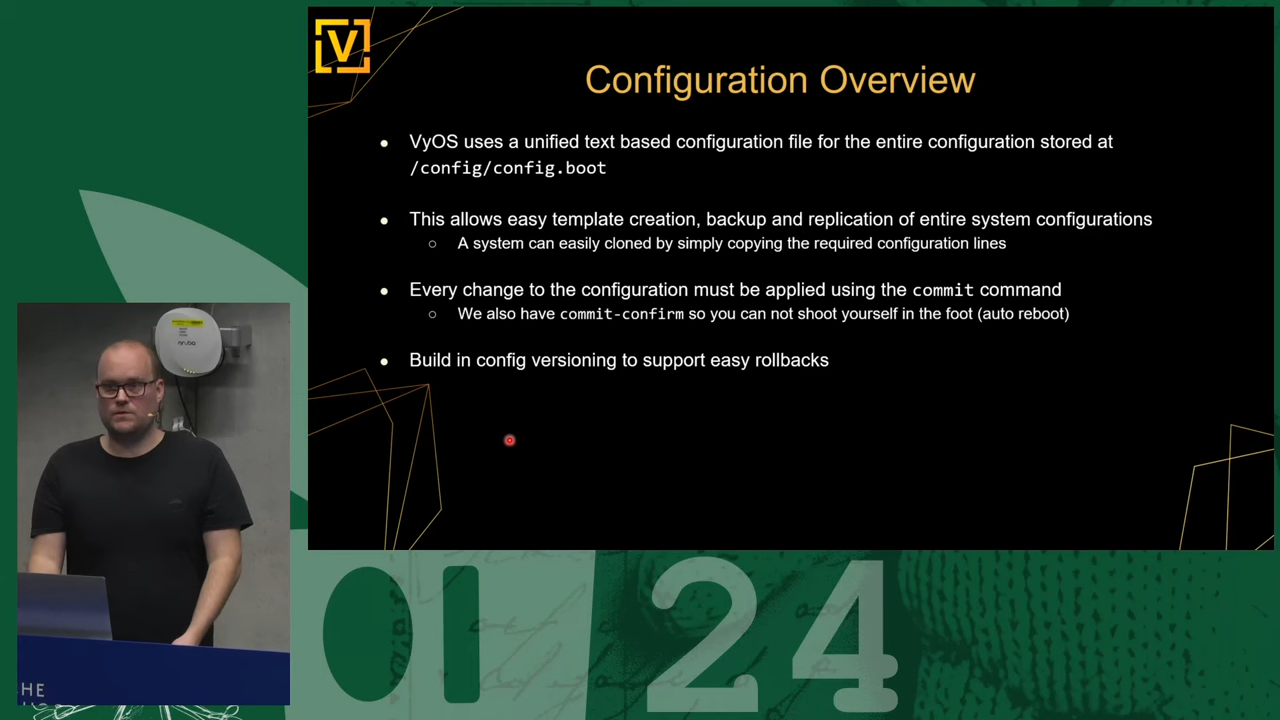 V
Configuration Overview
● VyOS uses a unified text based configuration file for the entire configuration stored at
/config/config.boot
● This allows easy template creation, backup and replication of entire system configurations
○ A system can easily cloned by simply copying the required configuration lines
● Every change to the configuration must be applied using the commit command
○ We also have commit-confirm so you can not shoot yourself in the foot (auto reboot)
● Build in config versioning to support easy rollbacks
aruba
HE
24